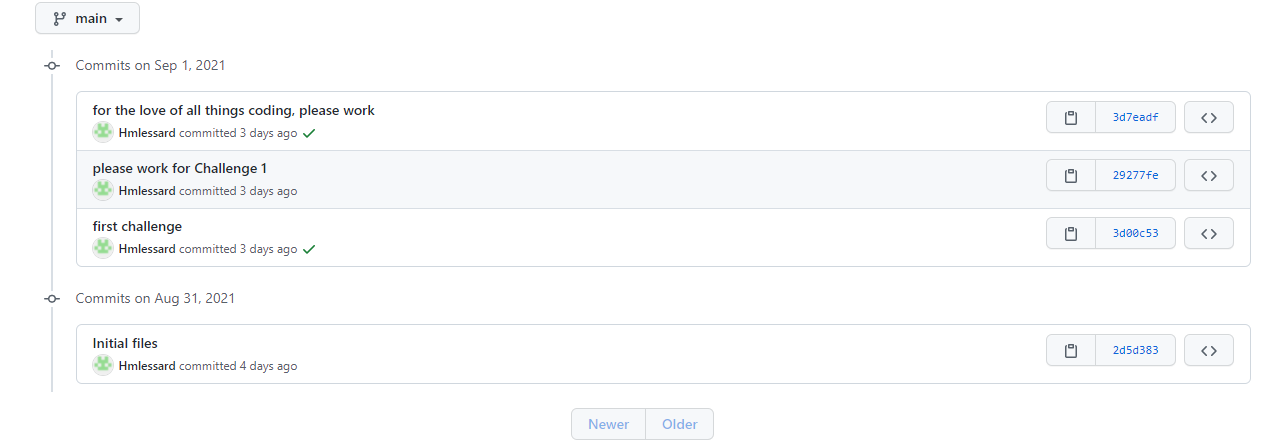 main
Commits on Sep 1, 2021
for the love of all things coding, please work
Hmlessard committed 3 days ago
3d7eadf
please work for Challenge 1
Hmlessard committed 3 days ago
29277fe
first challenge
Hmlessard committed 3 days ago
3d00c53
Commits on Aug 31, 2021
Initial files
Hmlessard committed 4 days ago
2d5d383
Newer Older